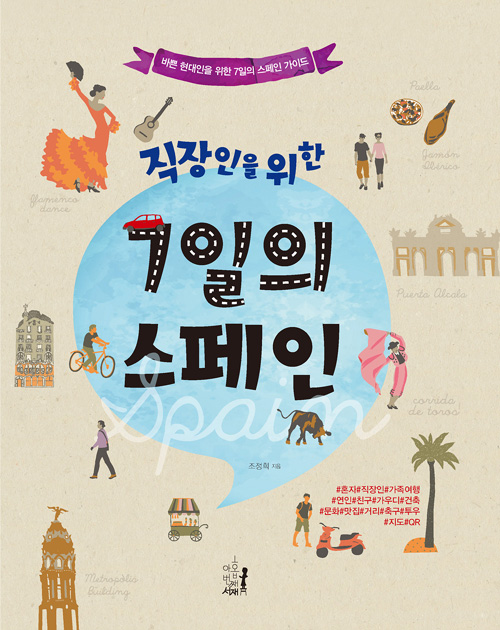 바쁜 현대인을 위한 7일의 스페인 가이드
직장인을 위한
7일의
스페인
Spain
Paella
Jamón
Ibérico
flamenco
dance
Puerta Alcala
corrida
de toros
조정희 지음
#혼자#직장인#가족여행
#연인#친구#가우디#건축
#문화#맛집#거리#축구#투우
#지도#QR
Metropolis
Building